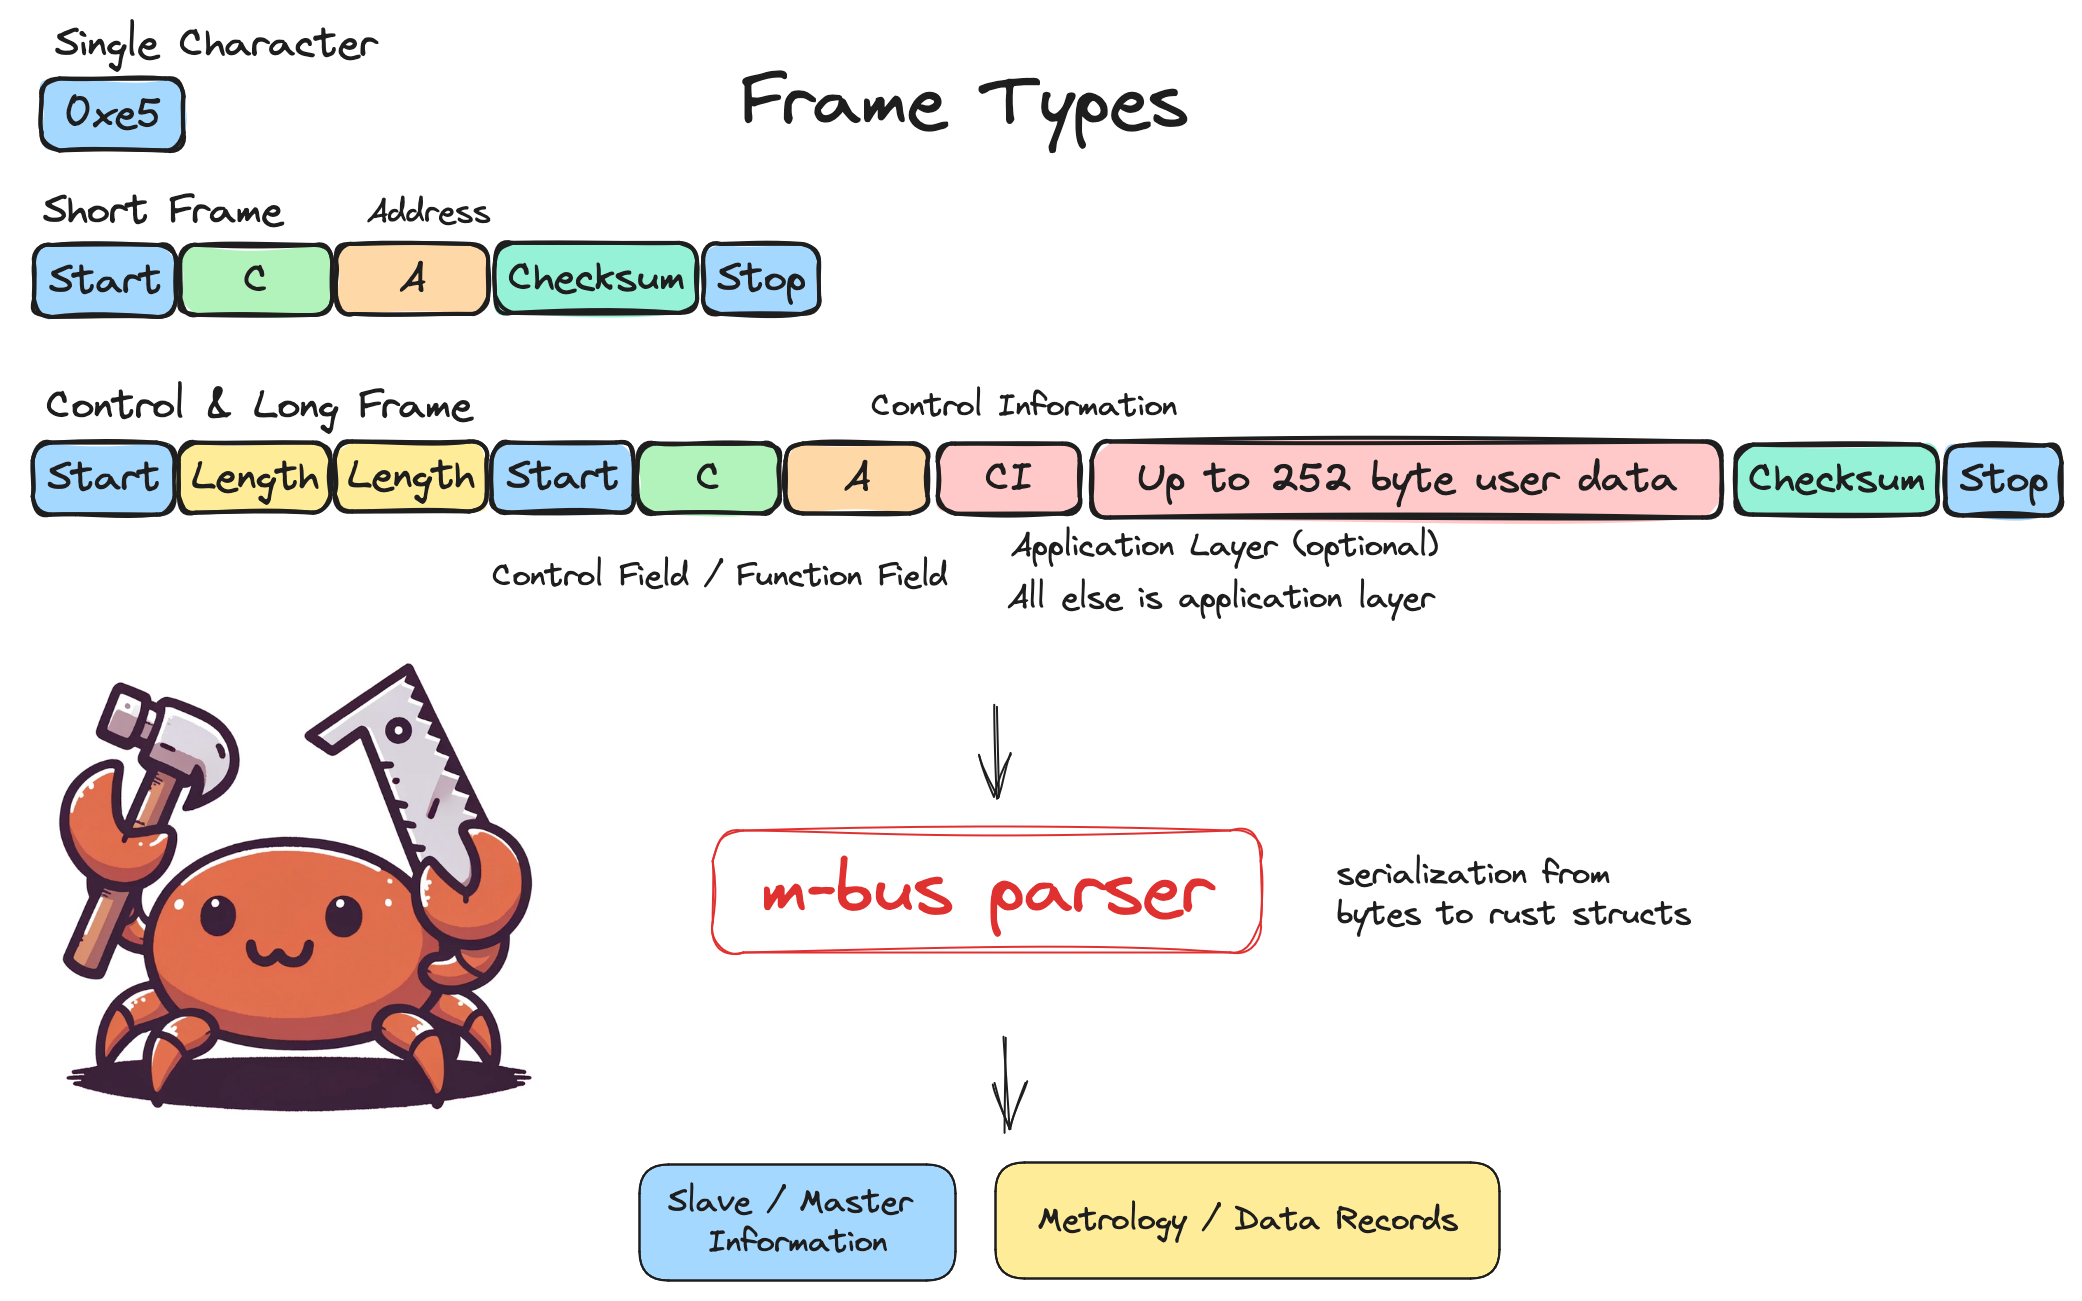 Single Character
0xe5
Frame Types
Short Frame
Address
Start C A Checksum Stop
Control & Long Frame
Control Information
Start Length Length Start C A CI Up to 252 byte user data Checksum Stop
Application Layer (optional)
Control Field / Function Field
All else is application layer
m-bus parser
serialization from
bytes to rust structs
Slave / Master
Information
Metrology / Data Records